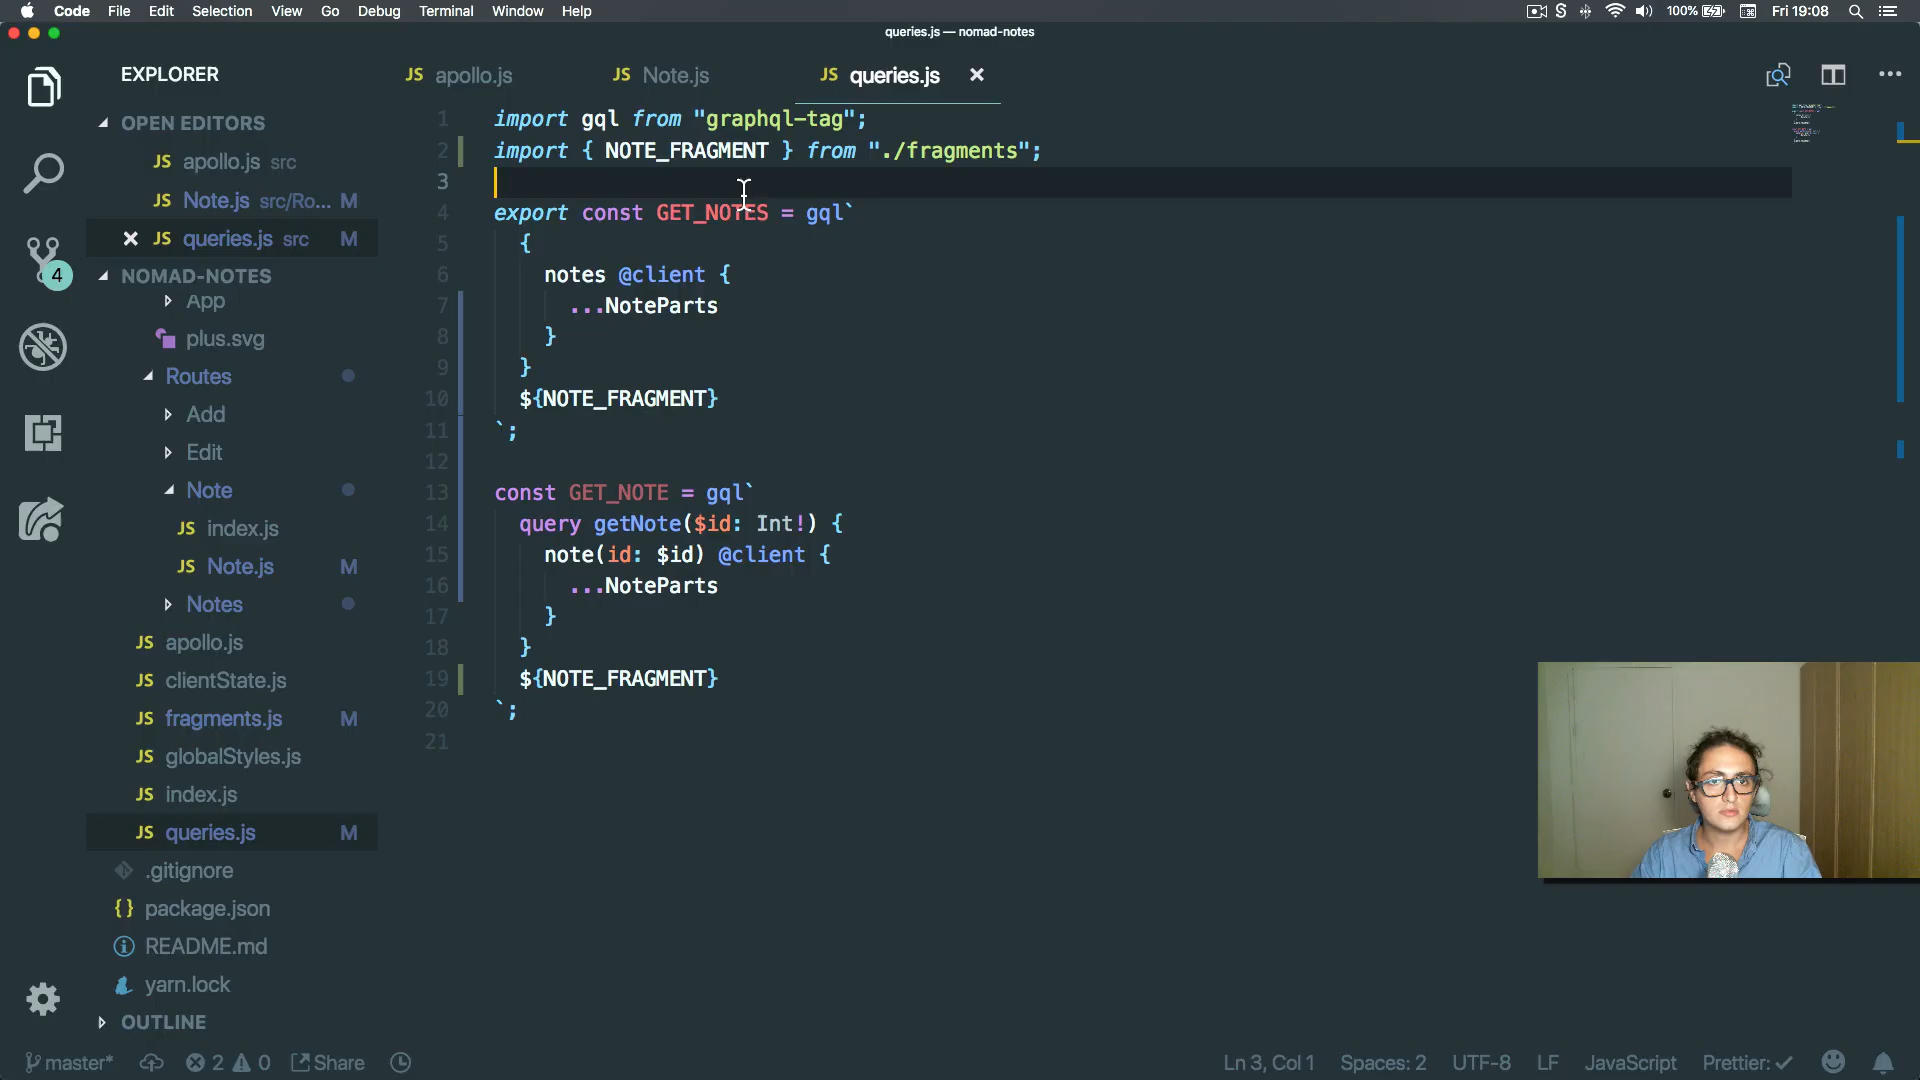 Code File Edit Selection View Go Debug Terminal Window Help 100% Fri 19:08
queries.js — nomad-notes
EXPLORER
JS apollo.js JS Note.js JS queries.js
OPEN EDITORS
JS apollo.js src
JS Note.js src/Ro... M
JS queries.js src M
4
NOMAD-NOTES
App
plus.svg
Routes
Add
Edit
Note
JS index.js
JS Note.js M
Notes
JS apollo.js
JS clientState.js
JS fragments.js M
JS globalStyles.js
JS index.js
JS queries.js M
.gitignore
{} package.json
README.md
yarn.lock
OUTLINE
1 import gql from "graphql-tag";
2 import { NOTE_FRAGMENT } from "./fragments";
3
4 export const GET_NOTES = gql`
5 {
6 notes @client {
7 ...NoteParts
8 }
9 }
10 ${NOTE_FRAGMENT}
11 `;
12
13 const GET_NOTE = gql`
14 query getNote($id: Int!) {
15 note(id: $id) @client {
16 ...NoteParts
17 }
18 }
19 ${NOTE_FRAGMENT}
20 `;
21
master* 2 0 Share Ln 3, Col 1 Spaces: 2 UTF-8 LF JavaScript Prettier: ✓